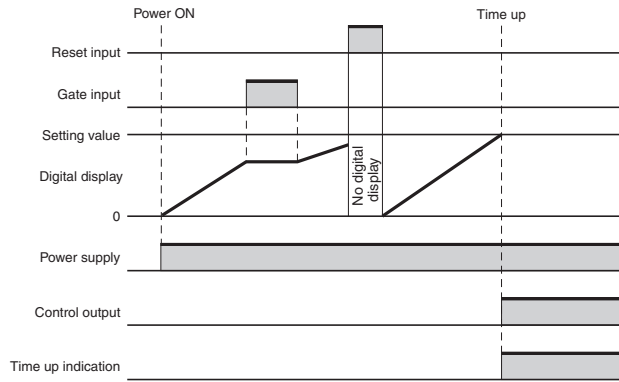 Power ON
Time up
Reset input
Gate input
Setting value
Digital display
No digital
display
0
Power supply
Control output
Time up indication